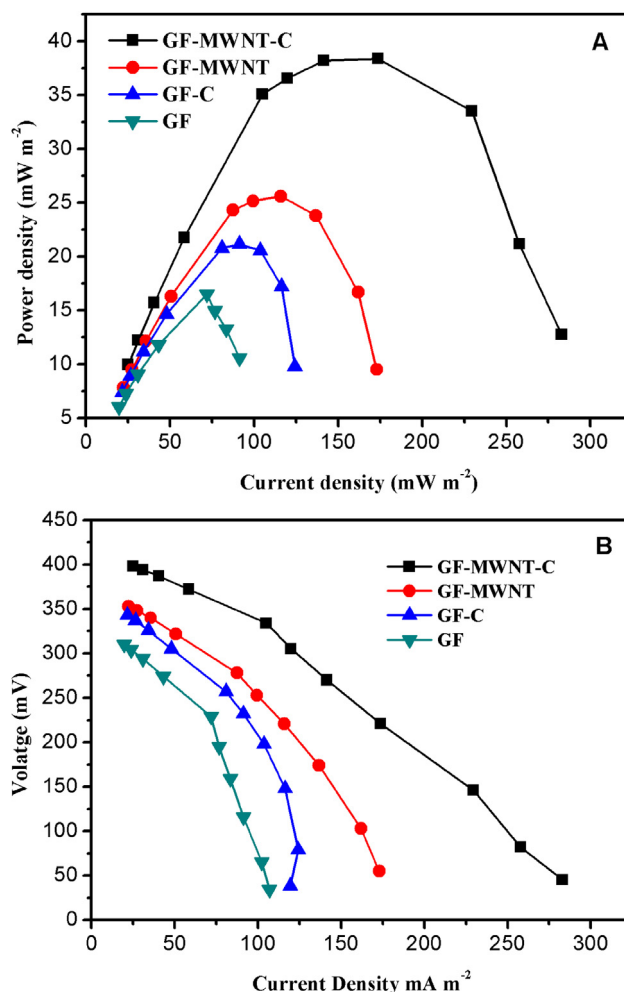 A
GF-MWNT-C
GF-MWNT
GF-C
GF
Power density (mW m-2)
40
35
30
25
20
15
10
5
0 50 100 150 200 250 300
Current density (mW m-2)
B
GF-MWNT-C
GF-MWNT
GF-C
GF
Volatge (mV)
450
400
350
300
250
200
150
100
50
0
0 50 100 150 200 250 300
Current Density mA m-2